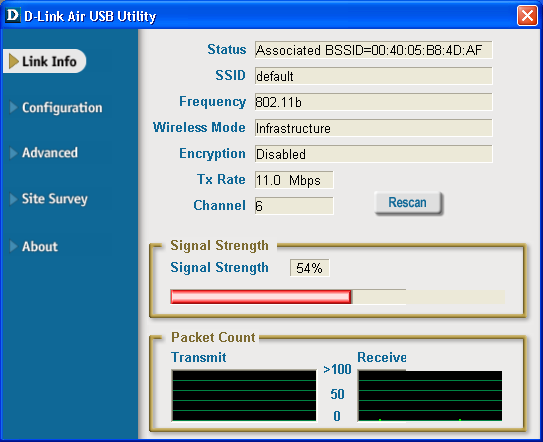 D D-Link Air USB Utility
Link Info
Configuration
Advanced
Site Survey
About
Status Associated BSSID=00:40:05:B8:4D:AF
SSID default
Frequency 802.11b
Wireless Mode Infrastructure
Encryption Disabled
Tx Rate 11.0 Mbps
Channel 6
Rescan
Signal Strength
Signal Strength 54%
Packet Count
Transmit Receive
>100
50
0